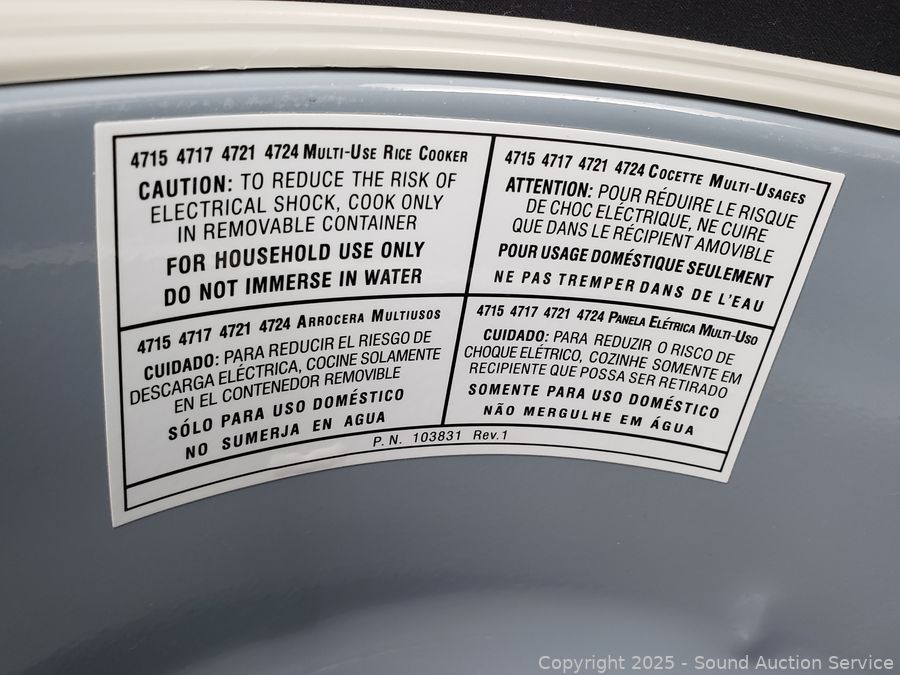 4715 4717 4721 4724 MULTI-USE RICE COOKER
CAUTION: TO REDUCE THE RISK OF
ELECTRICAL SHOCK, COOK ONLY
IN REMOVABLE CONTAINER
FOR HOUSEHOLD USE ONLY
DO NOT IMMERSE IN WATER
4715 4717 4721 4724 COCETTE MULTI-USAGES
ATTENTION: POUR RÉDUIRE LE RISQUE
DE CHOC ELÉCTRIQUE, NE CUIRE
QUE DANS LE RÉCIPIENT AMOVIBLE
POUR USAGE DOMÉSTIQUE SEULEMENT
NE PAS TREMPER DANS DE L'EAU
4715 4717 4721 4724 ARROCERA MULTIUSOS
CUIDADO: PARA REDUCIR EL RIESGO DE
DESCARGA ELÉCTRICA, COCINE SOLAMENTE
EN EL CONTENEDOR REMOVIBLE
SÓLO PARA USO DOMÉSTICO
NO SUMERJA EN AGUA
4715 4717 4721 4724 PANELA ELÉTRICA MULTI-USO
CUIDADO: PARA REDUZIR O RISCO DE
CHOQUE ELÉTRICO, COZINHE SOMENTE EM
RECIPIENTE QUE POSSA SER RETIRADO
SOMENTE PARA USO DOMÉSTICO
NÃO MERGULHE EM ÁGUA
P.N. 103831 Rev.1
Copyright © 2025 - Sound Auction Service